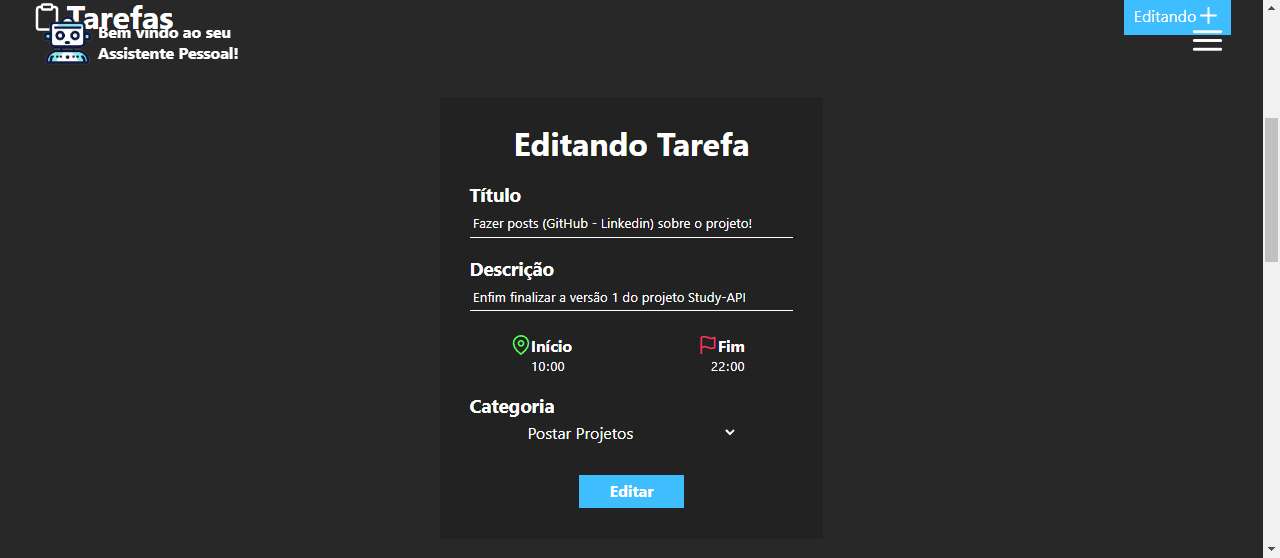 Tarefas
Bem vindo ao seu
Assistente Pessoal!
Editando
Editando Tarefa
Título
Fazer posts (GitHub - Linkedin) sobre o projeto!
Descrição
Enfim finalizar a versão 1 do projeto Study-API
Início Fim
10:00 22:00
Categoria
Postar Projetos
Editar